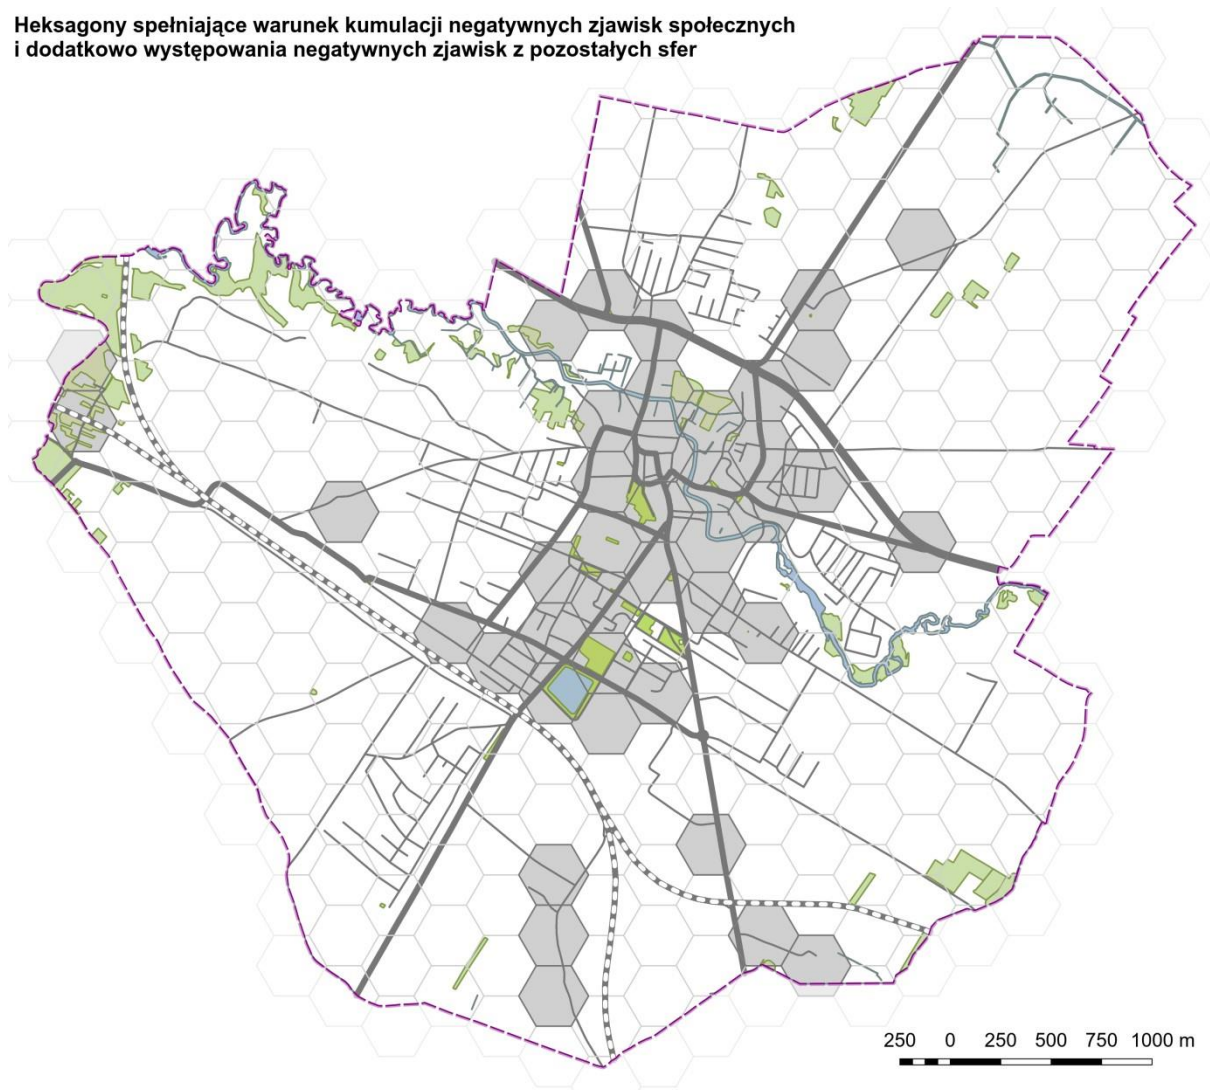 Heksagony spełniające warunek kumulacji negatywnych zjawisk społecznych
i dodatkowo występowania negatywnych zjawisk z pozostałych sfer
250 0 250 500 750 1000 m